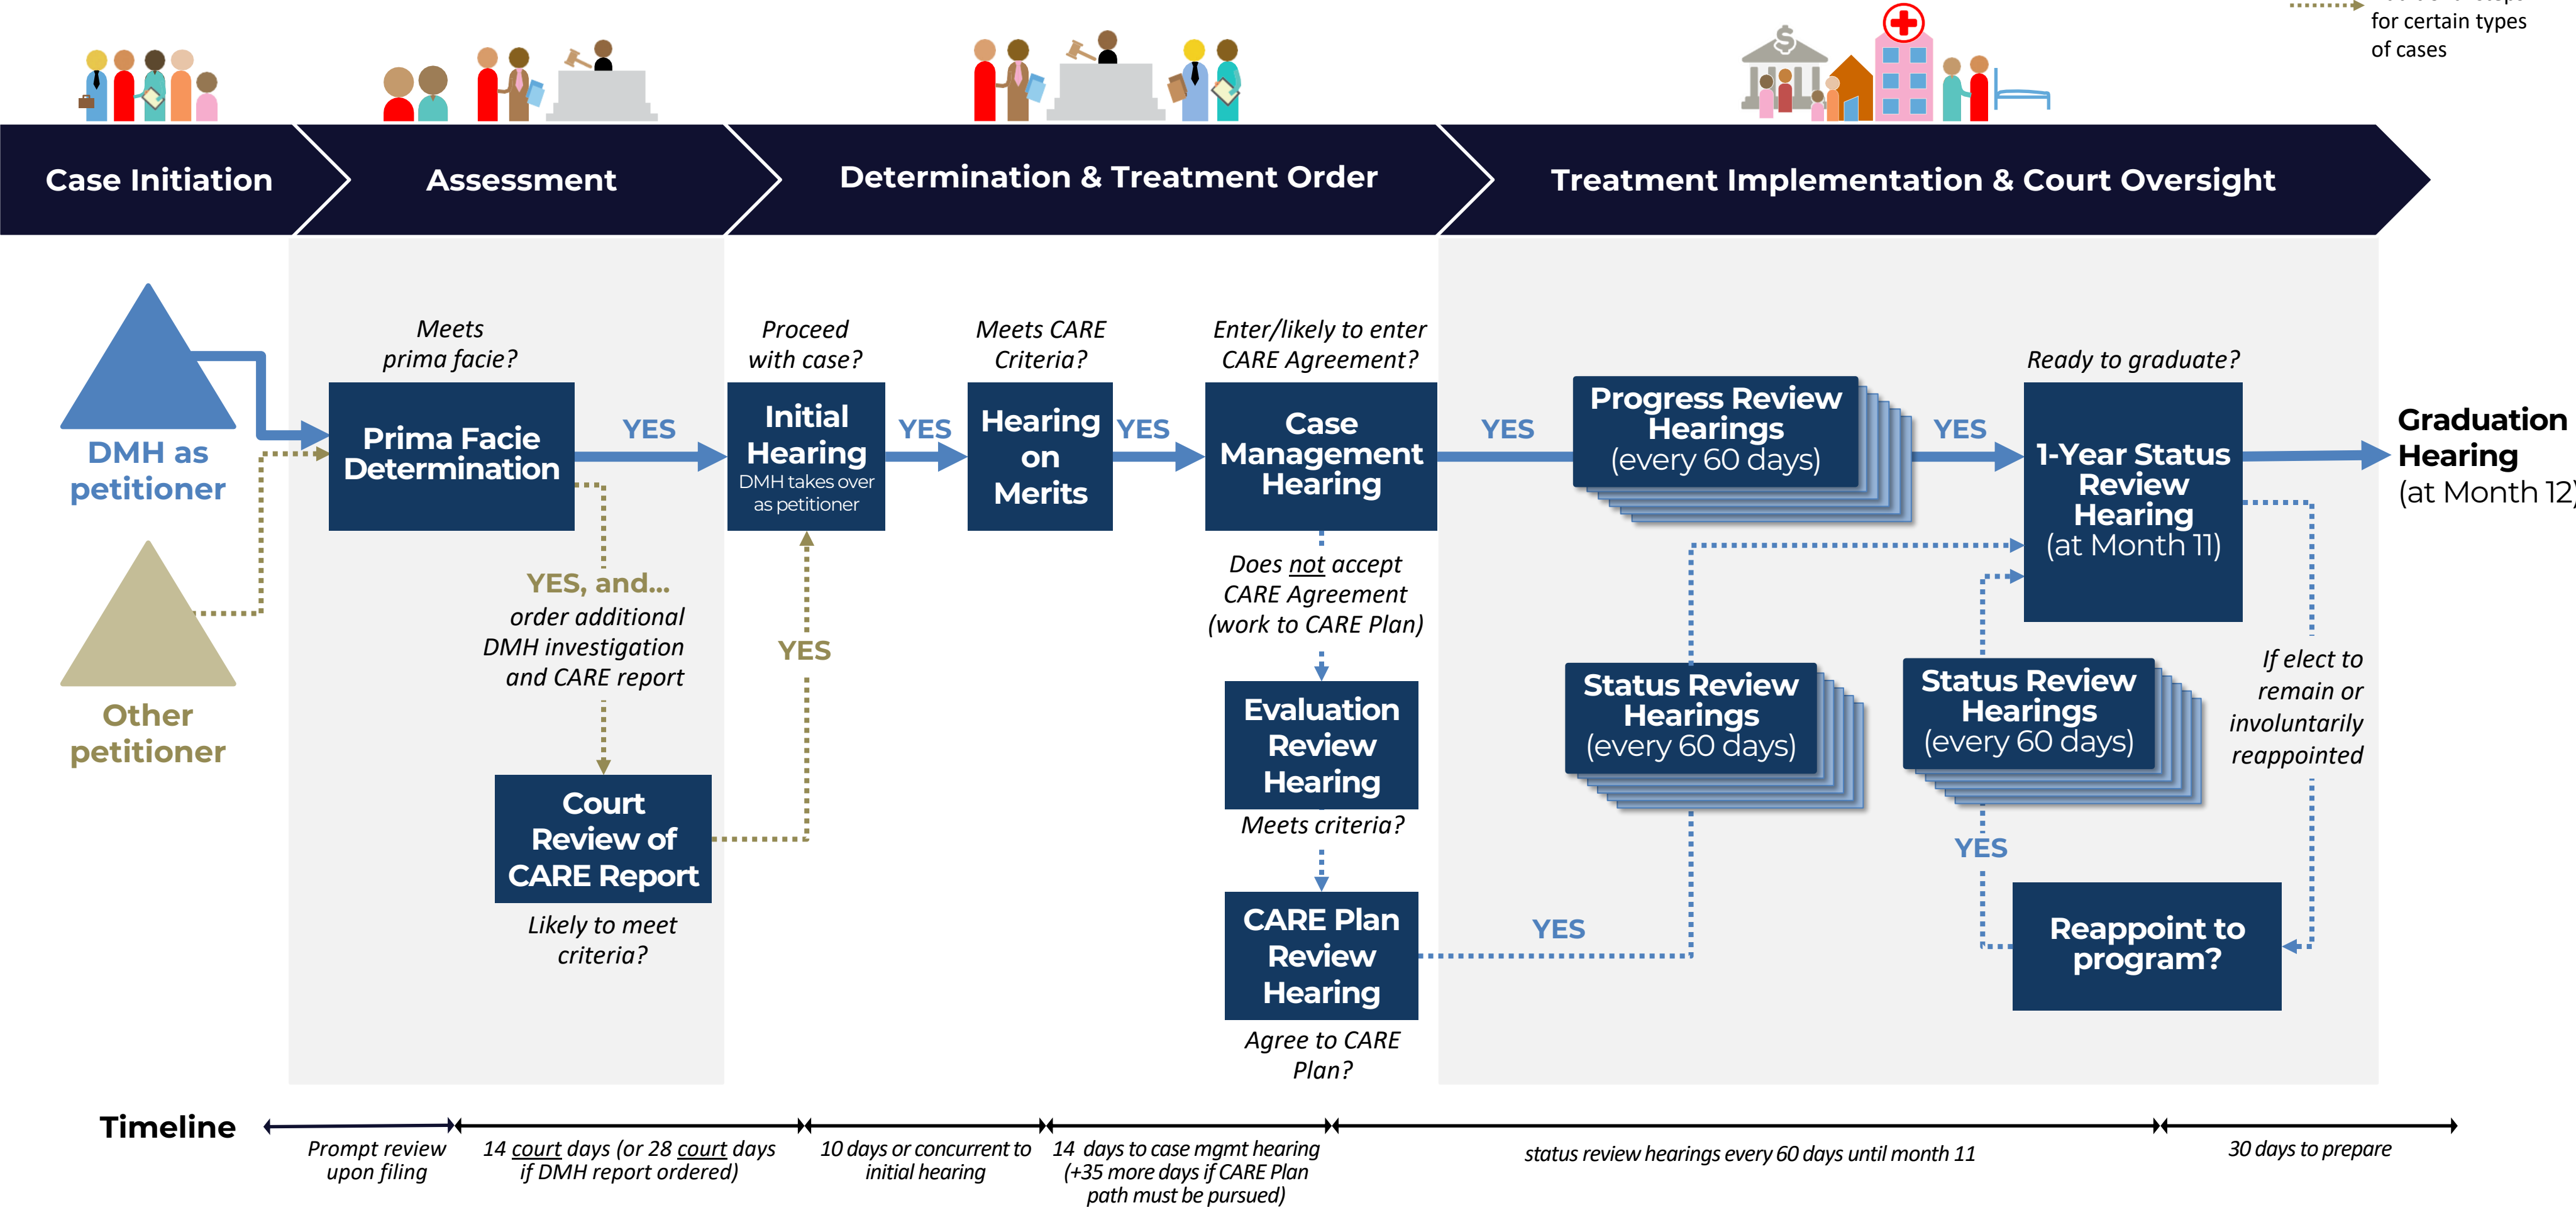 for certain types
of cases
$
Case Initiation
Assessment
Determination & Treatment Order
Treatment Implementation & Court Oversight
DMH as
petitioner
Other
petitioner
Meets
prima facie?
Prima Facie
Determination
YES
YES, and...
order additional
DMH investigation
and CARE report
Court
Review of
CARE Report
Likely to meet
criteria?
YES
Proceed
with case?
Initial
Hearing
DMH takes over
as petitioner
YES
Meets CARE
Criteria?
Hearing
on
Merits
YES
Enter/likely to enter
CARE Agreement?
Case
Management
Hearing
Does not accept
CARE Agreement
(work to CARE Plan)
Evaluation
Review
Hearing
Meets criteria?
CARE Plan
Review
Hearing
Agree to CARE
Plan?
YES
Progress Review
Hearings
(every 60 days)
YES
YES
Status Review
Hearings
(every 60 days)
Ready to graduate?
1-Year Status
Review
Hearing
(at Month 11)
Status Review
Hearings
(every 60 days)
YES
Reappoint to
program?
If elect to
remain or
involuntarily
reappointed
Graduation
Hearing
(at Month 12)
Timeline
Prompt review
upon filing
14 court days (or 28 court days
if DMH report ordered)
10 days or concurrent to
initial hearing
14 days to case mgmt hearing
(+35 more days if CARE Plan
path must be pursued)
status review hearings every 60 days until month 11
30 days to prepare